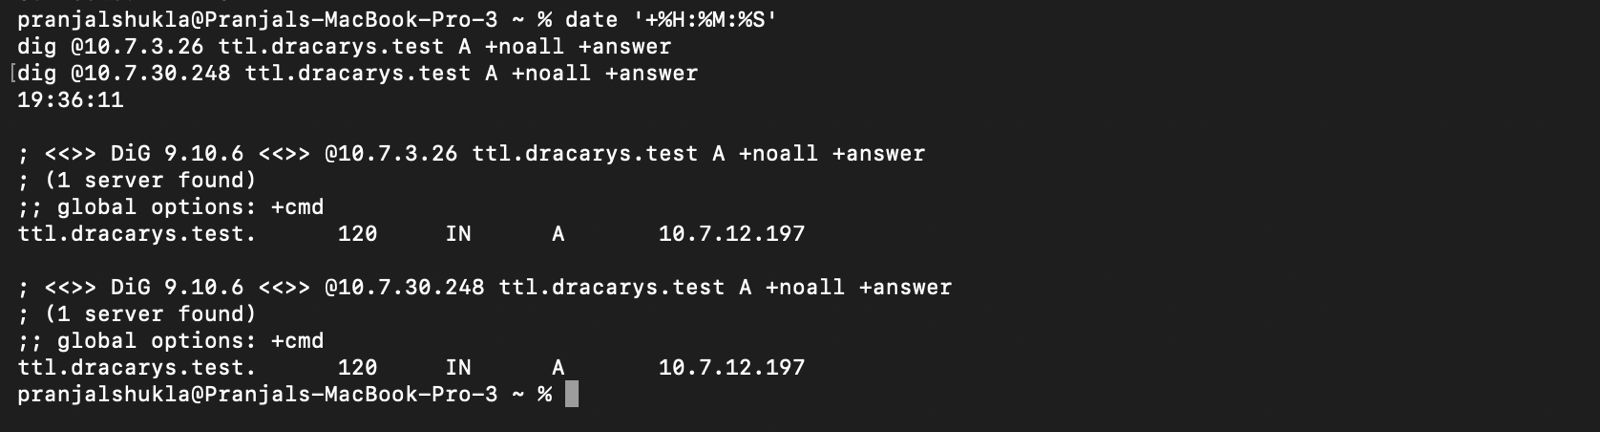 pranjalshukla@Pranjals-MacBook-Pro-3 ~ % date '+%H:%M:%S'
dig @10.7.3.26 ttl.dracarys.test A +noall +answer
[dig @10.7.30.248 ttl.dracarys.test A +noall +answer
19:36:11
; <<>> DiG 9.10.6 <<>> @10.7.3.26 ttl.dracarys.test A +noall +answer
; (1 server found)
;; global options: +cmd
ttl.dracarys.test. 120 IN A 10.7.12.197
; <<>> DiG 9.10.6 <<>> @10.7.30.248 ttl.dracarys.test A +noall +answer
; (1 server found)
;; global options: +cmd
ttl.dracarys.test. 120 IN A 10.7.12.197
pranjalshukla@Pranjals-MacBook-Pro-3 ~ %